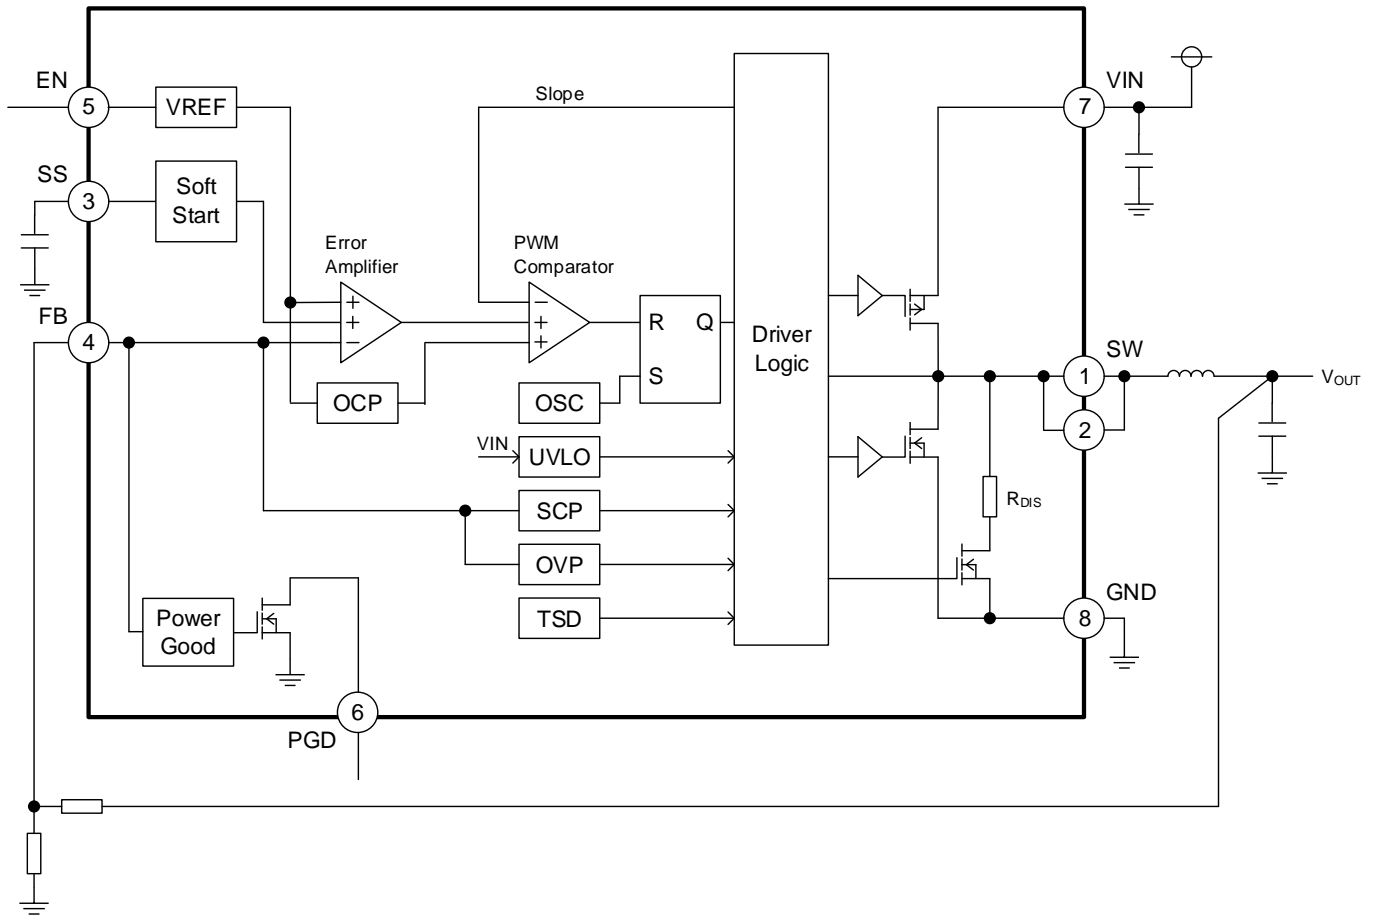 EN
5
VREF
Slope
VIN
7
SS
3
Soft
Start
Error
Amplifier
PWM
Comparator
FB
4
+
+
−
−
+
+
R
Q
S
Driver
Logic
SW
1
2
VOUT
OCP
OSC
VIN
UVLO
SCP
RDIS
OVP
TSD
GND
8
Power
Good
6
PGD